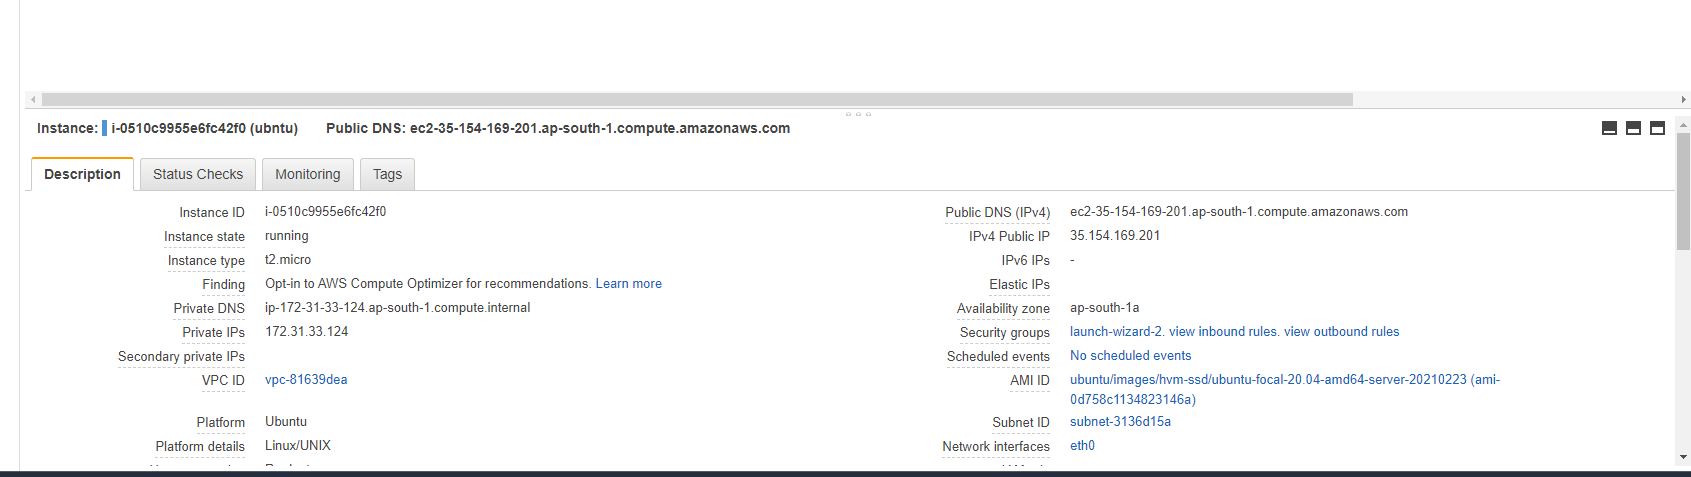 Instance: i-0510c9955e6fc42f0 (ubntu) Public DNS: ec2-35-154-169-201.ap-south-1.compute.amazonaws.com
Description Status Checks Monitoring Tags
Instance ID i-0510c9955e6fc42f0 Public DNS (IPv4) ec2-35-154-169-201.ap-south-1.compute.amazonaws.com
Instance state running IPv4 Public IP 35.154.169.201
Instance type t2.micro IPv6 IPs -
Finding Opt-in to AWS Compute Optimizer for recommendations. Learn more Elastic IPs
Private DNS ip-172-31-33-124.ap-south-1.compute.internal Availability zone ap-south-1a
Private IPs 172.31.33.124 Security groups launch-wizard-2. view inbound rules. view outbound rules
Secondary private IPs Scheduled events No scheduled events
VPC ID vpc-81639dea AMI ID ubuntu/images/hvm-ssd/ubuntu-focal-20.04-amd64-server-20210223 (ami-
0d758c1134823146a)
Platform Ubuntu Subnet ID subnet-3136d15a
Platform details Linux/UNIX Network interfaces eth0